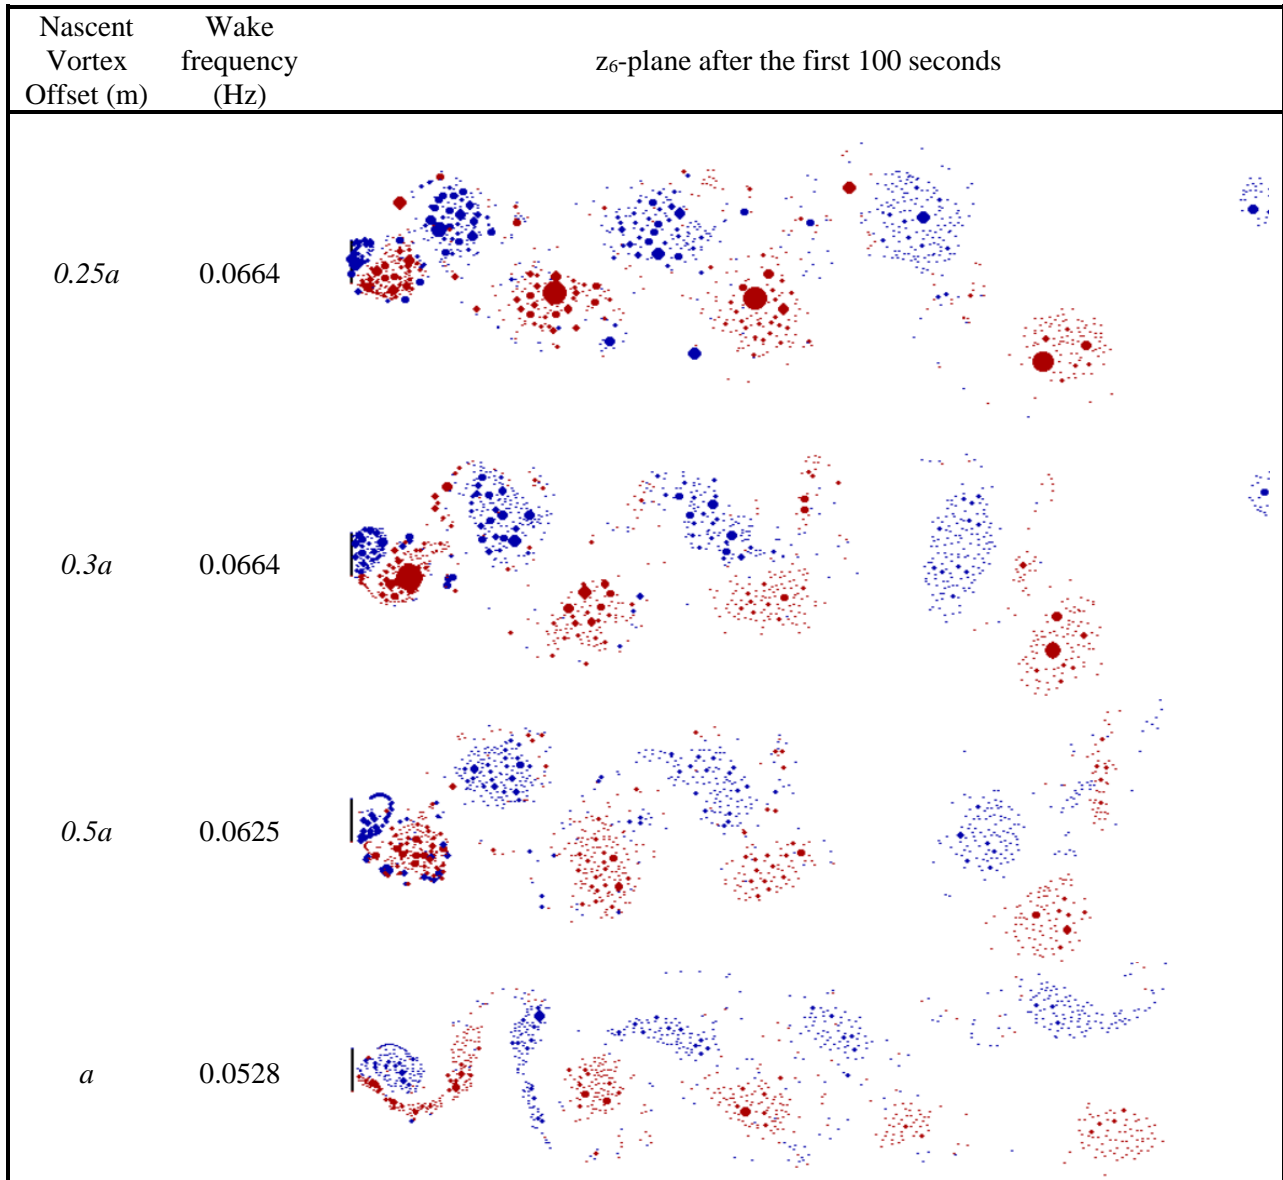 Nascent Vortex Offset (m)
Wake frequency (Hz)
z₆-plane after the first 100 seconds
0.25a 0.0664
0.3a 0.0664
0.5a 0.0625
a 0.0528